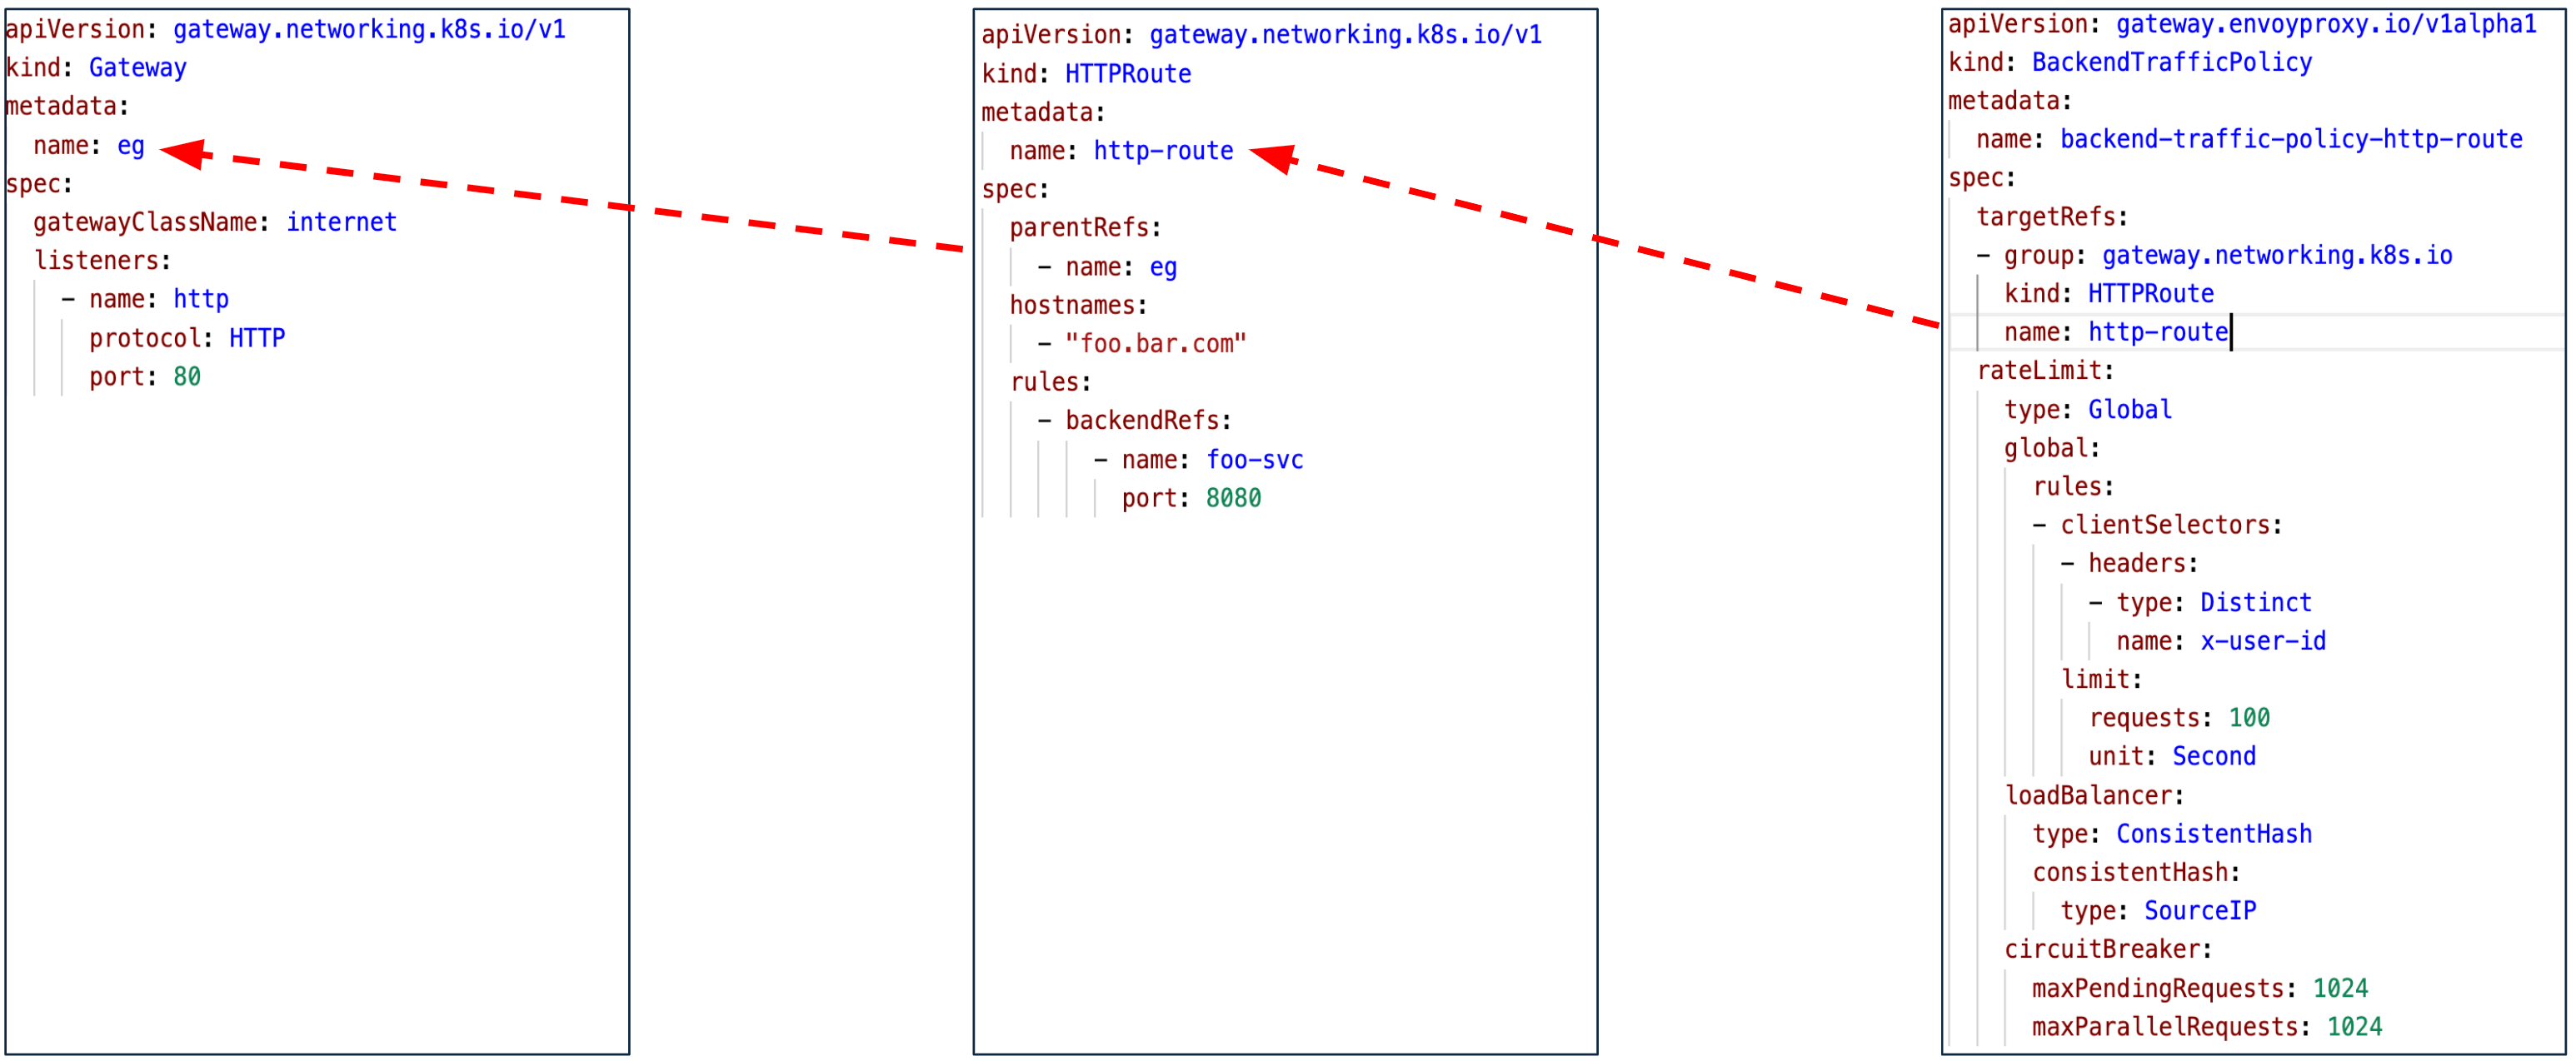 apiVersion: gateway.networking.k8s.io/v1
kind: Gateway
metadata:
  name: eg
spec:
  gatewayClassName: internet
  listeners:
    - name: http
      protocol: HTTP
      port: 80
apiVersion: gateway.networking.k8s.io/v1
kind: HTTPRoute
metadata:
  name: http-route
spec:
  parentRefs:
    - name: eg
  hostnames:
    - "foo.bar.com"
  rules:
    - backendRefs:
        - name: foo-svc
          port: 8080
apiVersion: gateway.envoyproxy.io/v1alpha1
kind: BackendTrafficPolicy
metadata:
  name: backend-traffic-policy-http-route
spec:
  targetRefs:
  - group: gateway.networking.k8s.io
    kind: HTTPRoute
    name: http-route
  rateLimit:
    type: Global
    global:
      rules:
      - clientSelectors:
        - headers:
          - type: Distinct
            name: x-user-id
        limit:
          requests: 100
          unit: Second
    loadBalancer:
      type: ConsistentHash
      consistentHash:
        type: SourceIP
    circuitBreaker:
      maxPendingRequests: 1024
      maxParallelRequests: 1024